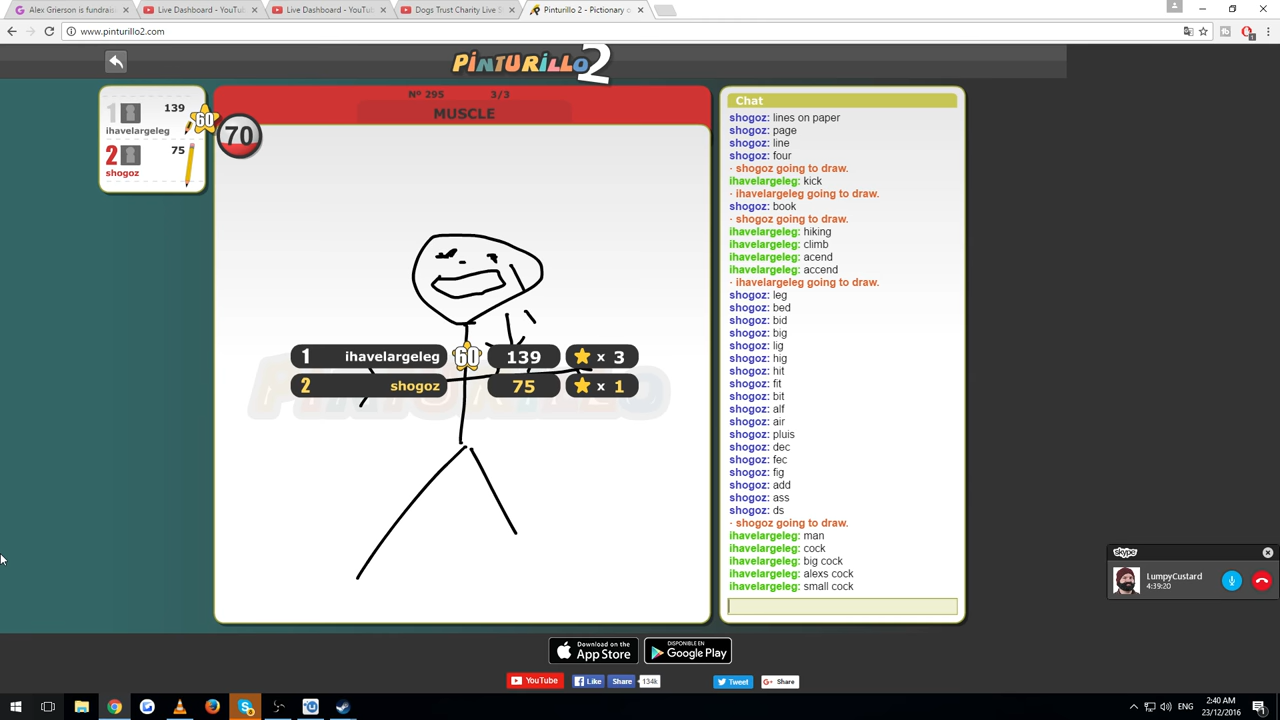 Alex Grierson is fundrais
Live Dashboard - YouTu
Live Dashboard - YouTu
Dogs Trust Charity Live S
Pinturillo 2 - Pictionary o
www.pinturillo2.com
PiNTURiLLO 2
1
139
ihavelargeleg
60
2
75
shogoz
70
Nº 295
3/3
MUSCLE
1 ihavelargeleg 60 139 x 3
2 shogoz 75 x 1
Chat
shogoz: lines on paper
shogoz: page
shogoz: line
shogoz: four
· shogoz going to draw.
ihavelargeleg: kick
· ihavelargeleg going to draw.
shogoz: book
· shogoz going to draw.
ihavelargeleg: hiking
ihavelargeleg: climb
ihavelargeleg: acend
ihavelargeleg: accend
· ihavelargeleg going to draw.
shogoz: leg
shogoz: bed
shogoz: bid
shogoz: big
shogoz: lig
shogoz: hig
shogoz: hit
shogoz: fit
shogoz: bit
shogoz: alf
shogoz: air
shogoz: pluis
shogoz: dec
shogoz: fec
shogoz: fig
shogoz: add
shogoz: ass
shogoz: ds
· shogoz going to draw.
ihavelargeleg: man
ihavelargeleg: cock
ihavelargeleg: big cock
ihavelargeleg: alexs cock
ihavelargeleg: small cock
skype
LumpyCustard
4:39:20
Download on the
App Store
DISPONIBLE EN
Google Play
YouTube
Like
Share
134k
Tweet
Share
ENG
2:40 AM
23/12/2016